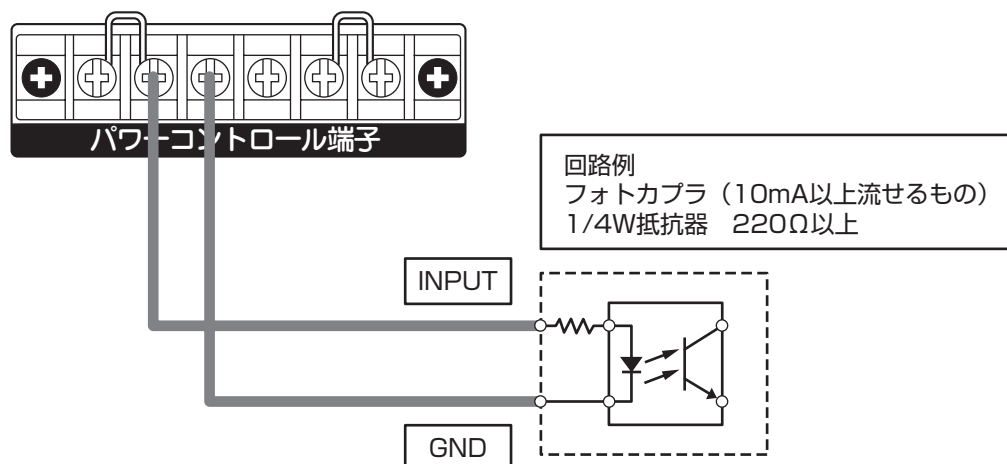 パワーコントロール端子
回路例
フォトカプラ（10mA以上流せるもの）
1/4W抵抗器　220Ω以上
INPUT
GND